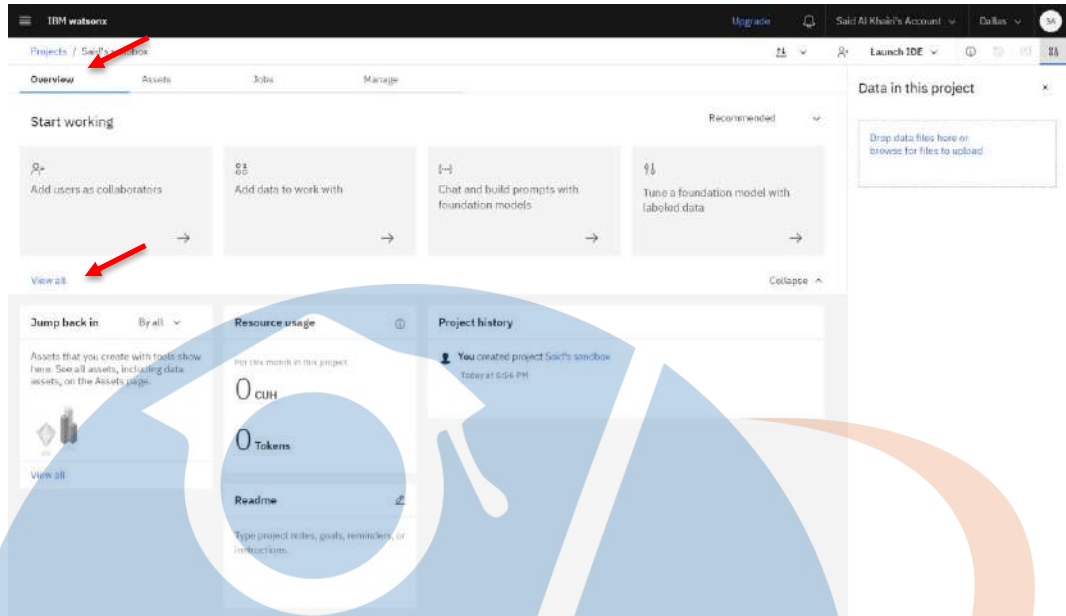 IBM watsonx
Upgrade
Said Al Khairi's Account
Dallas
SA
Projects / Said's sandbox
Launch IDE
Overview
Assets
Jobs
Manage
Data in this project
Start working
Recommended
Drop data files here or
browse for files to upload
Add users as collaborators
Add data to work with
Chat and build prompts with
foundation models
Tune a foundation model with
labeled data
View all
Collapse
Jump back in
By all
Resource usage
Project history
Assets that you create with tools show
here. See all assets, including data
assets, on the Assets page.
For this month in this project
0 CUH
0 Tokens
You created project Said's sandbox
Today at 6:56 PM
View all
Readme
Type project notes, goals, reminders, or
instructions.